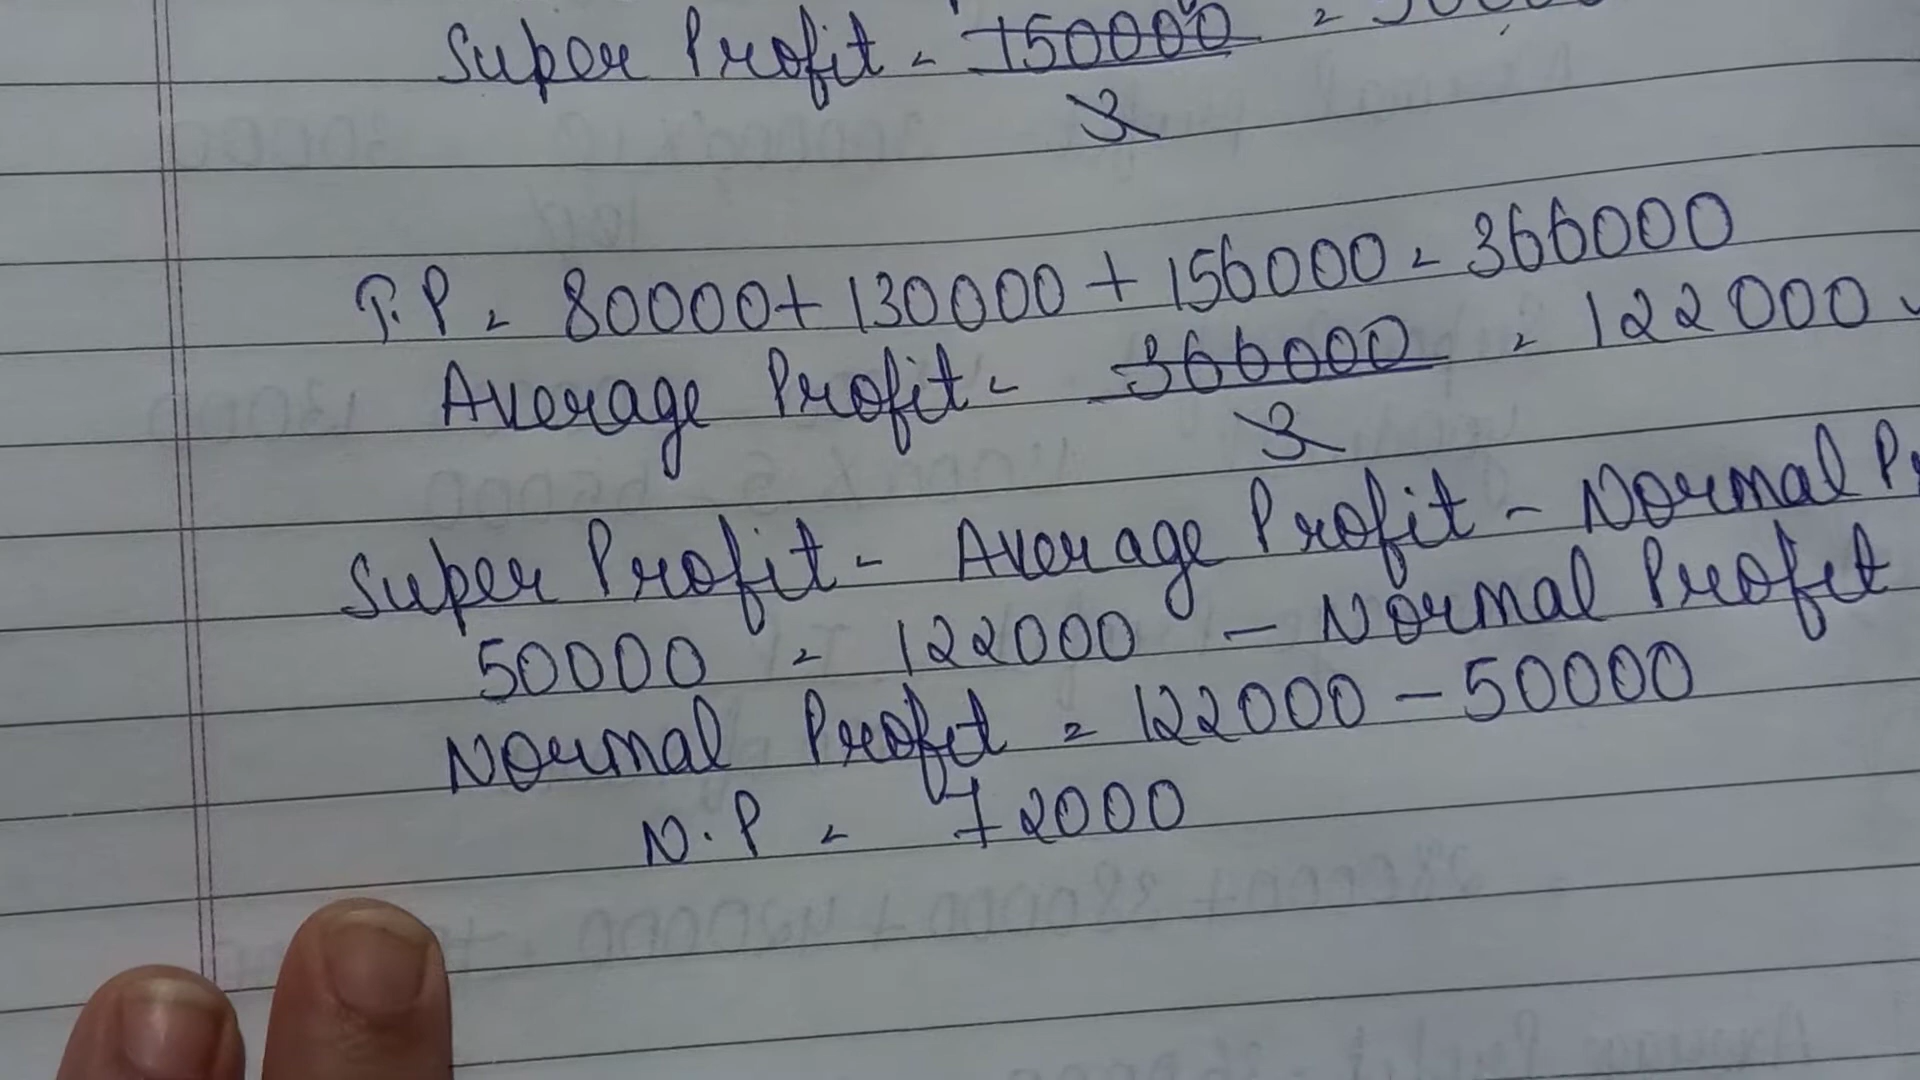 Super Profit = 150000 =
3
T.P = 80000 + 130000 + 156000 = 366000
Average Profit = 366000 = 122000
3
Super Profit = Average Profit - Normal
50000 = 122000 - Normal Profit
Normal Profit = 122000 - 50000
N.P = 72000